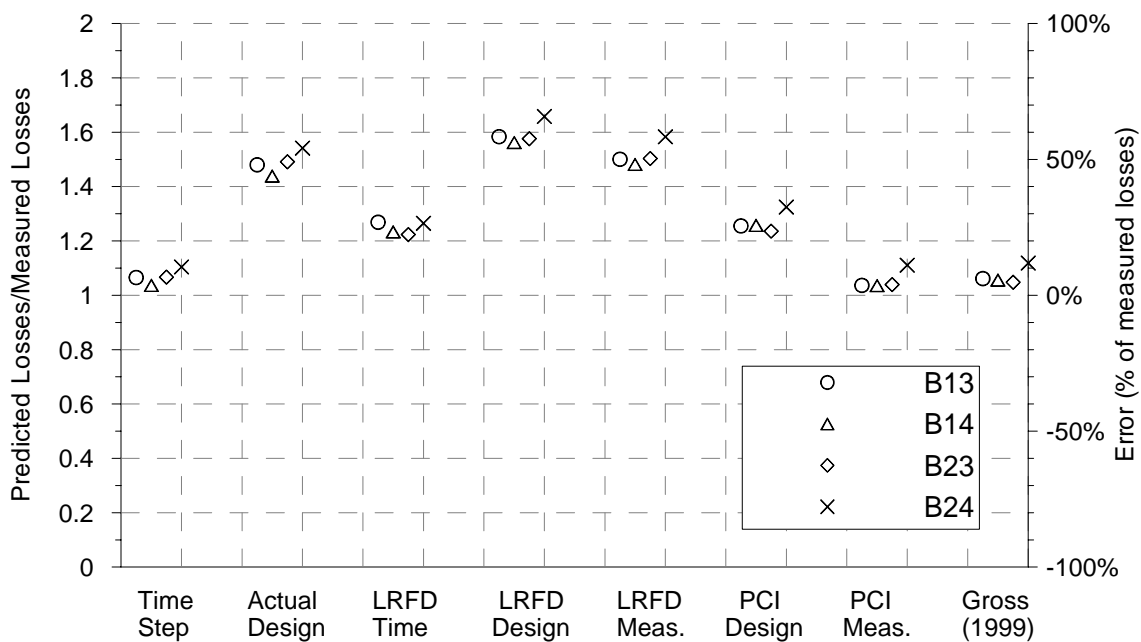 Predicted Losses/Measured Losses
2
1.8
1.6
1.4
1.2
1
0.8
0.6
0.4
0.2
0
100%
50%
0%
-50%
-100%
Error (% of measured losses)
B13
B14
B23
B24
Time Step
Actual Design
LRFD Time
LRFD Design
LRFD Meas.
PCI Design
PCI Meas.
Gross (1999)